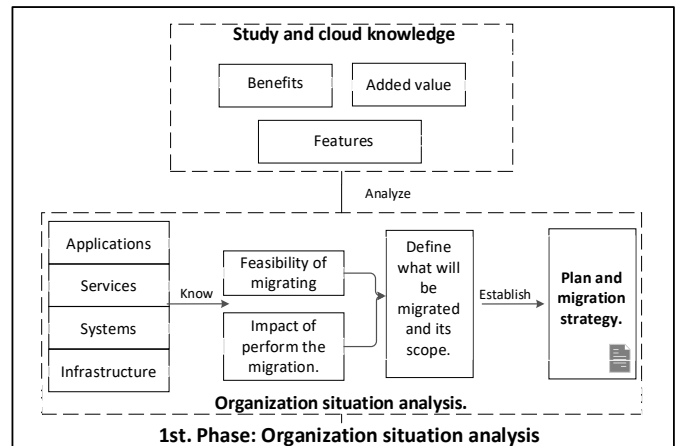 Study and cloud knowledge
Benefits
Added value
Features
Analyze
Applications
Services
Systems
Infrastructure
Know
Feasibility of
migrating
Impact of
perform the
migration.
Define
what will
be
migrated
and its
scope.
Establish
Plan and
migration
strategy.
Organization situation analysis.
1st. Phase: Organization situation analysis